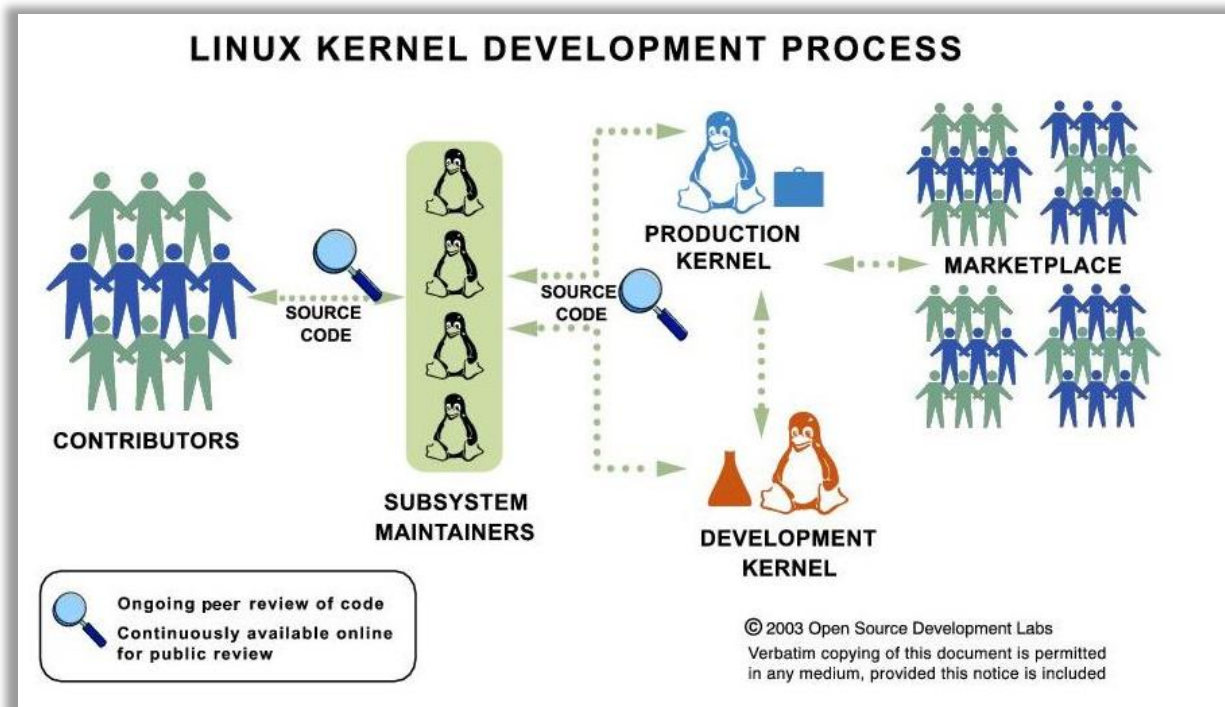 LINUX KERNEL DEVELOPMENT PROCESS
CONTRIBUTORS
SOURCE
CODE
SUBSYSTEM
MAINTAINERS
SOURCE
CODE
PRODUCTION
KERNEL
MARKETPLACE
DEVELOPMENT
KERNEL
Ongoing peer review of code
Continuously available online
for public review
© 2003 Open Source Development Labs
Verbatim copying of this document is permitted
in any medium, provided this notice is included